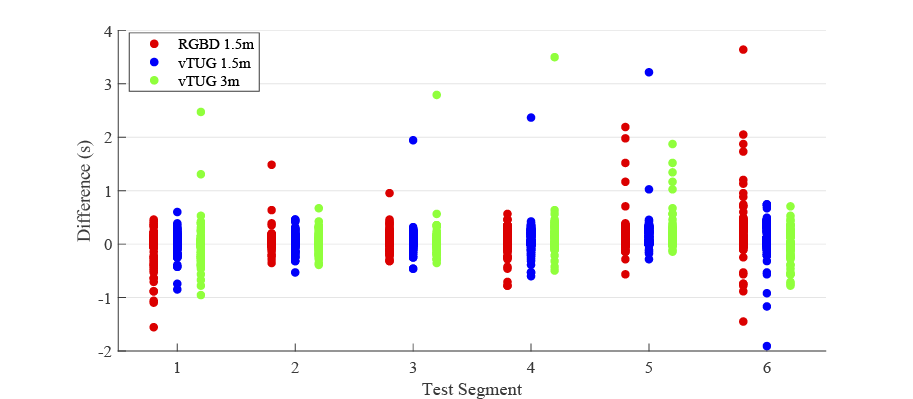 4
3
2
1
0
-1
-2
Difference (s)
RGBD 1.5m
vTUG 1.5m
vTUG 3m
1 2 3 4 5 6
Test Segment